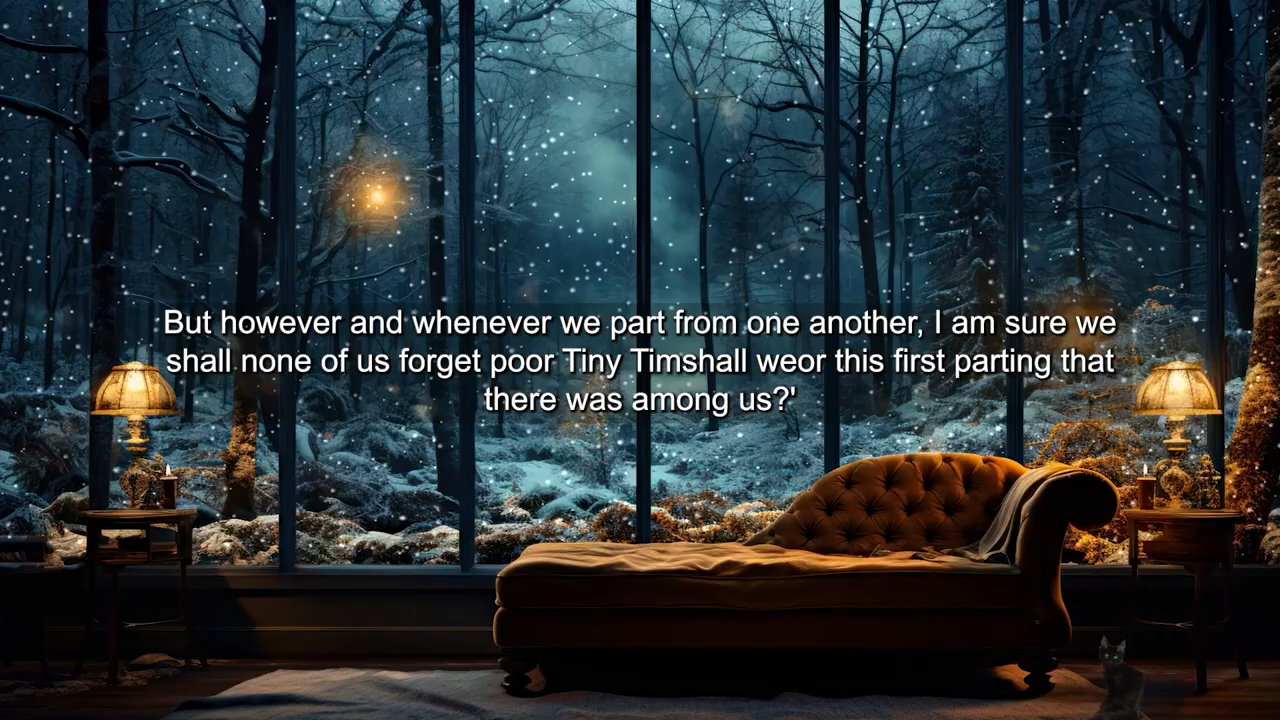 But however and whenever we part from one another, I am sure we
shall none of us forget poor Tiny Timshall weor this first parting that
there was among us?'